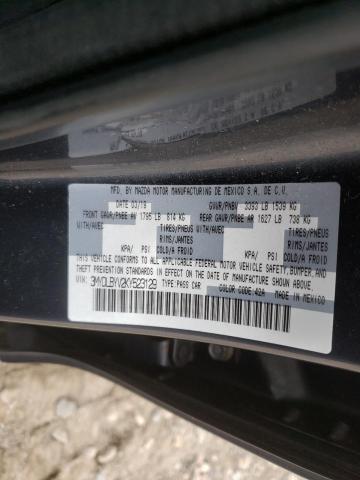 MFD. BY MAZDA MOTOR MANUFACTURING DE MEXICO S.A. DE C.V.
DATE 03/19 GVWR/PNBV 3393 LB 1539 KG
FRONT GAWR/PNBE AV 1795 LB 814 KG REAR GAWR/PNBE AR 1627 LB 738 KG
WITH/AVEC TIRES/PNEUS WITH/AVEC TIRES/PNEUS
RIMS/JANTES RIMS/JANTES
KPA/ PSI COLD/A FROID KPA/ PSI COLD/A FROID
THIS VEHICLE CONFORMS TO ALL APPLICABLE FEDERAL MOTOR VEHICLE SAFETY, BUMPER, AND
THEFT PREVENTION STANDARDS IN EFFECT ON THE DATE OF MANUFACTURE SHOWN ABOVE.
MADE IN MEXICO
COLOR CODE:42A
TYPE:PASS CAR
VIN: